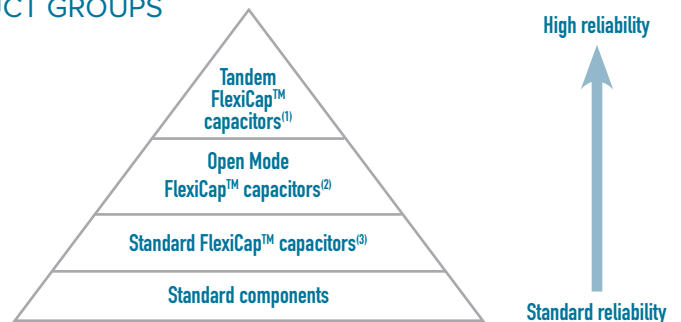 UCT GROUPS
High reliability
Tandem
FlexiCap™
capacitors(1)
Open Mode
FlexiCap™ capacitors(2)
Standard FlexiCap™ capacitors(3)
Standard components
Standard reliability